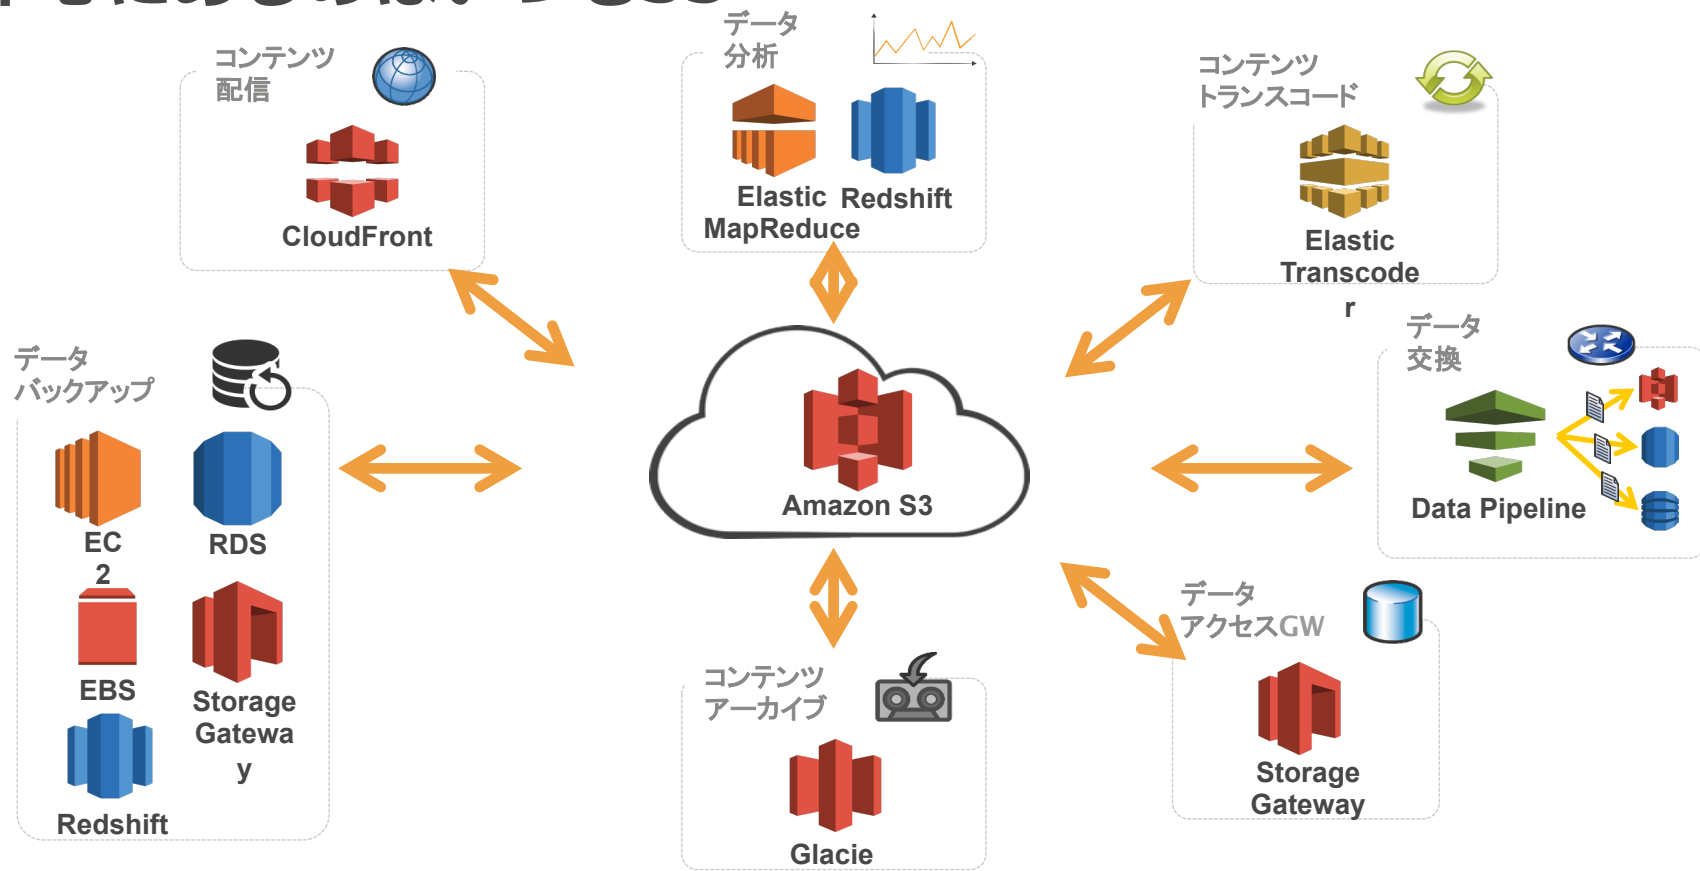 コンテンツ
配信
CloudFront
データ
分析
Elastic
MapReduce
Redshift
コンテンツ
トランスコード
Elastic
Transcode
r
データ
バックアップ
EC
2
RDS
EBS
Storage
Gatewa
y
Redshift
Amazon S3
データ
交換
Data Pipeline
コンテンツ
アーカイブ
Glacie
データ
アクセスGW
Storage
Gateway